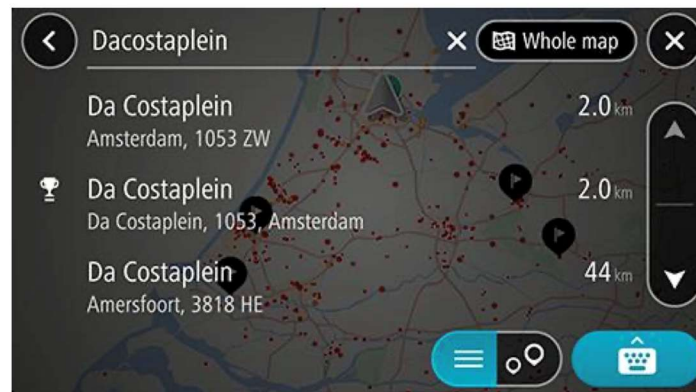 Dacostaplein
Whole map
Da Costaplein
2.0 km
Amsterdam, 1053 ZW
Da Costaplein
2.0 km
Da Costaplein, 1053, Amsterdam
Da Costaplein
44 km
Amersfoort, 3818 HE